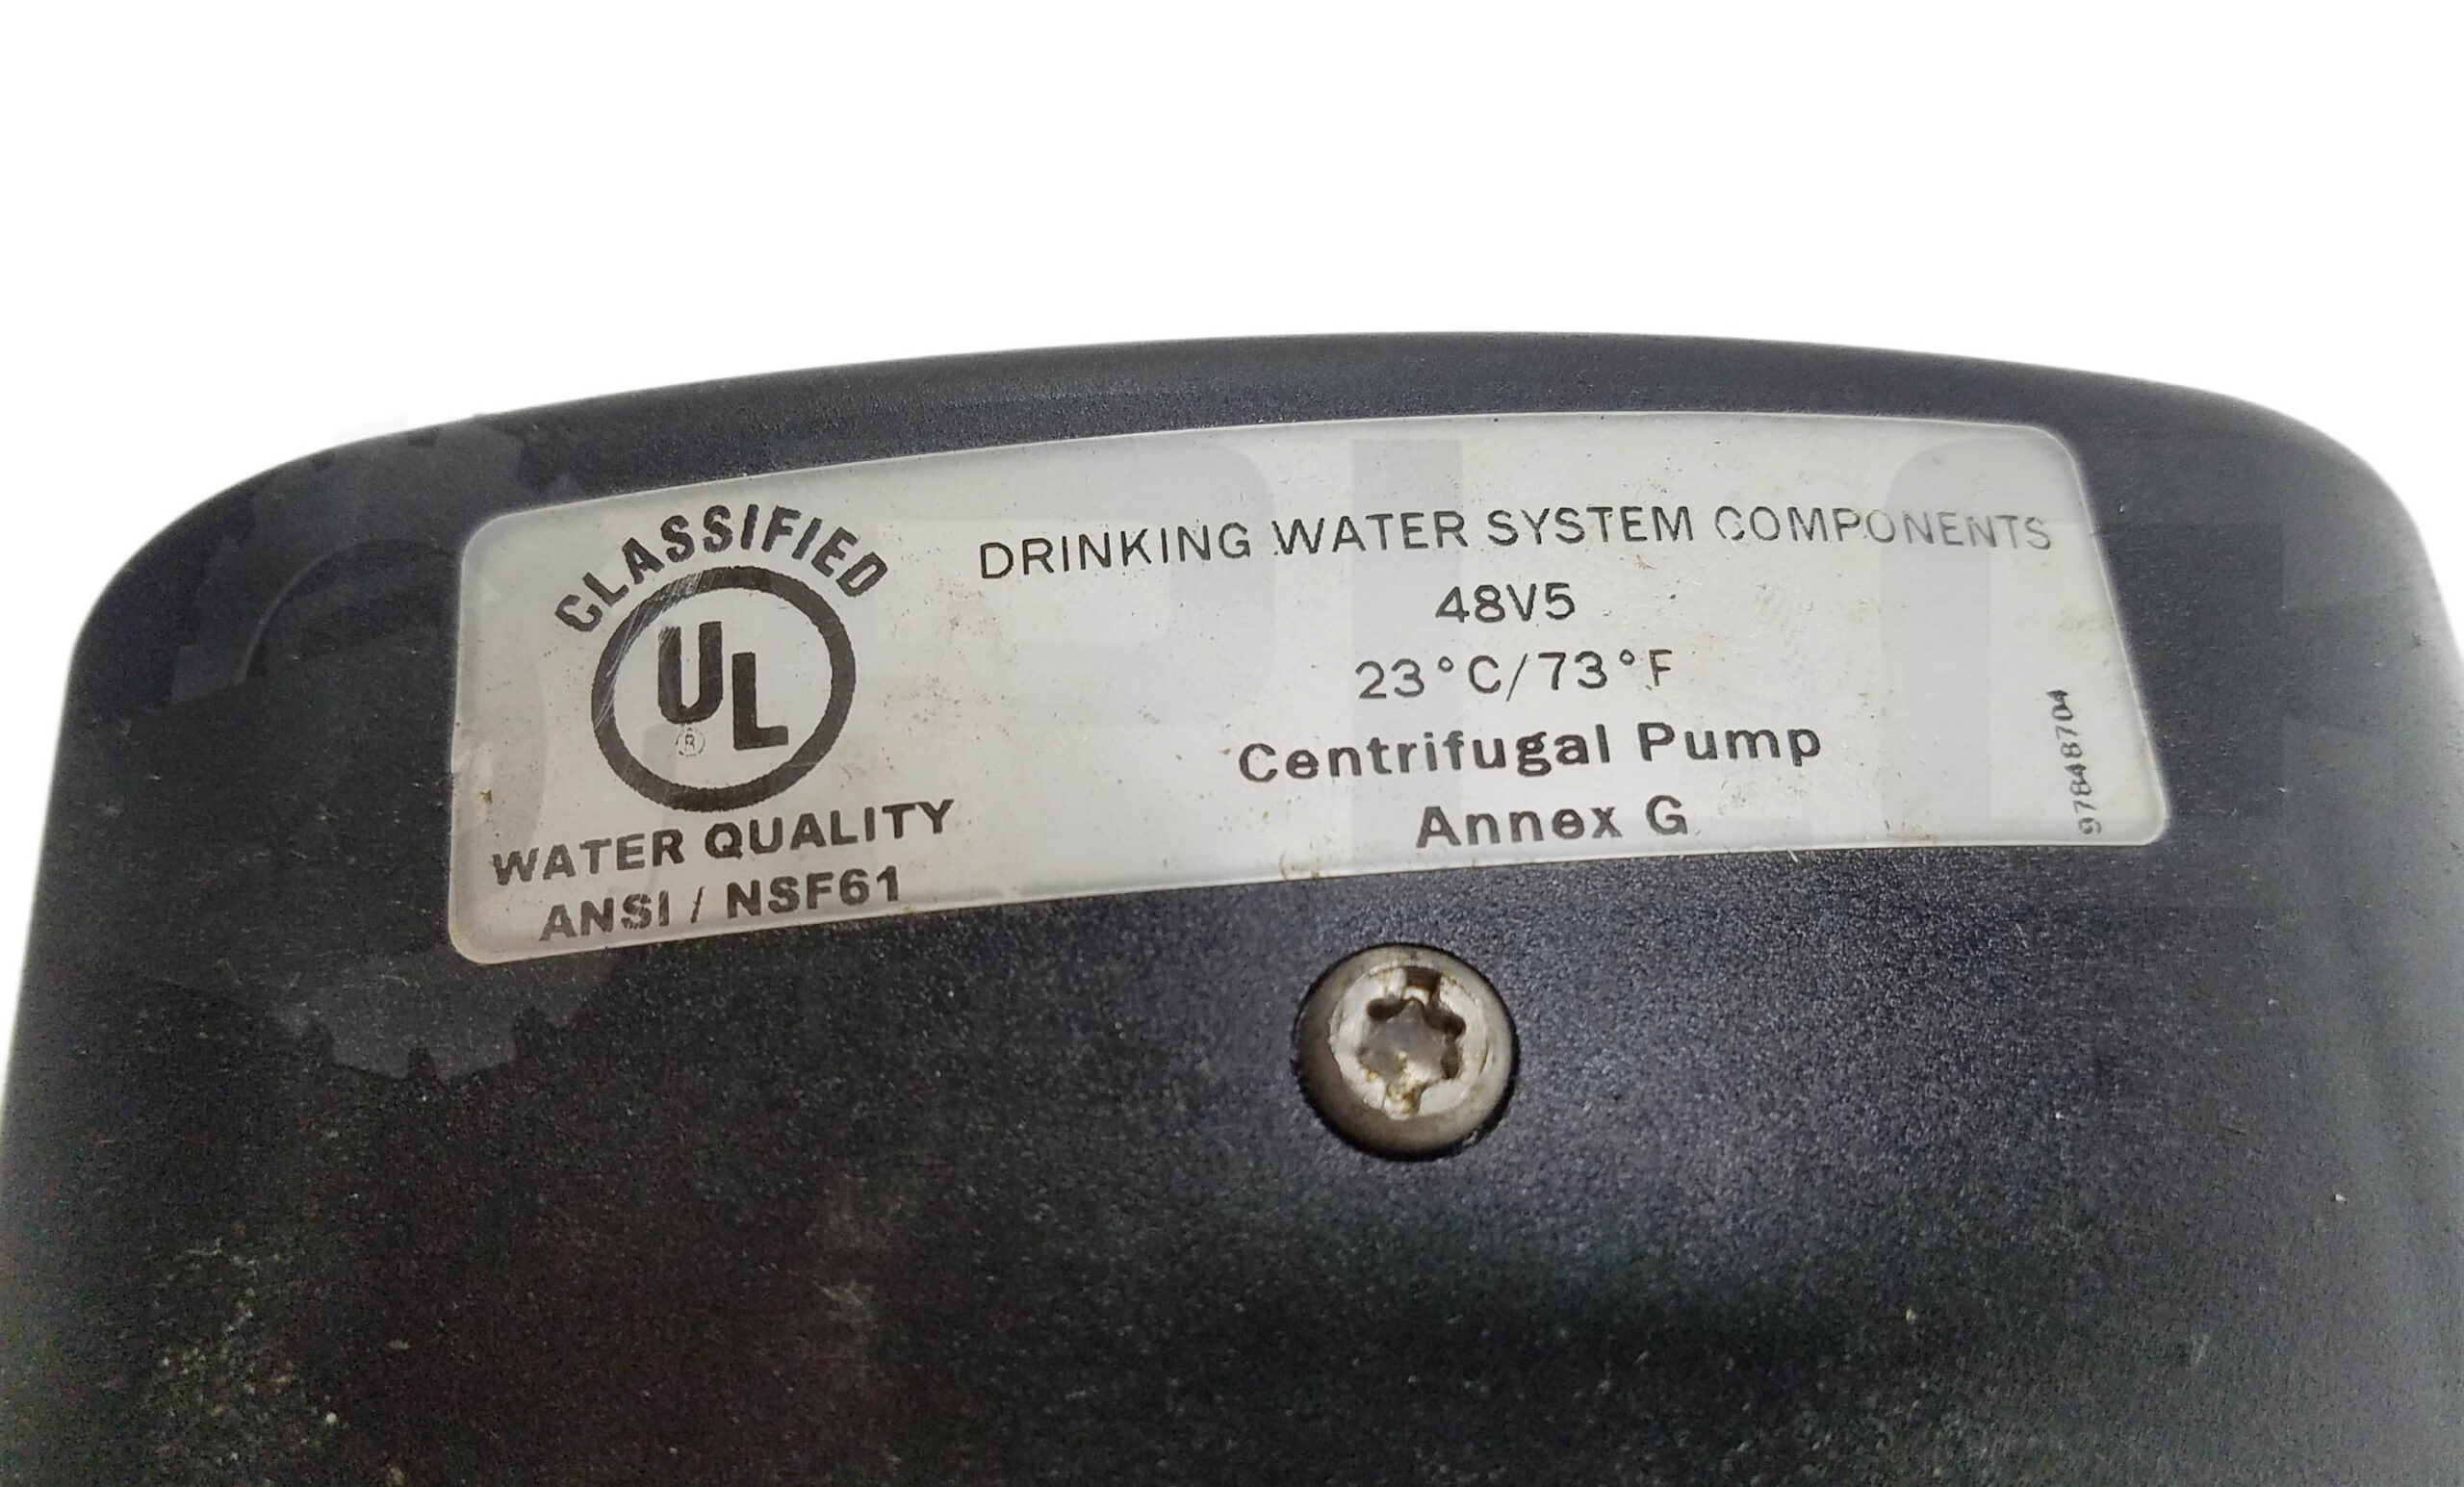 CLASSIFIED
UL
®
WATER QUALITY
ANSI / NSF61
DRINKING WATER SYSTEM COMPONENTS
48V5
23°C/73°F
Centrifugal Pump
Annex G
97848704